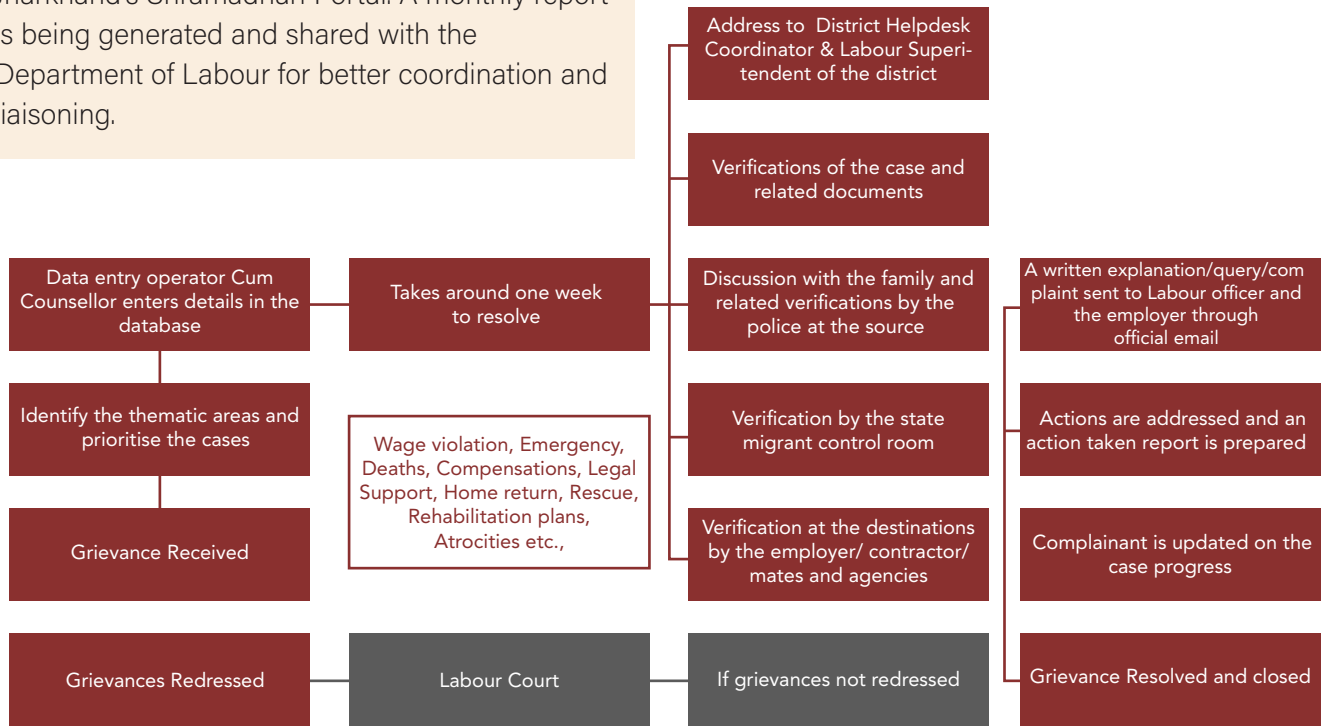 is being generated and shared with the
Department of Labour for better coordination and
liaisoning.
Address to District Helpdesk
Coordinator & Labour Superi-
tendent of the district
Verifications of the case and
related documents
Data entry operator Cum
Counsellor enters details in the
database
Takes around one week
to resolve
Discussion with the family and
related verifications by the
police at the source
A written explanation/query/com
plaint sent to Labour officer and
the employer through
official email
Identify the thematic areas and
prioritise the cases
Wage violation, Emergency,
Deaths, Compensations, Legal
Support, Home return, Rescue,
Rehabilitation plans,
Atrocities etc.,
Verification by the state
migrant control room
Actions are addressed and an
action taken report is prepared
Grievance Received
Verification at the destinations
by the employer/ contractor/
mates and agencies
Complainant is updated on the
case progress
Grievances Redressed
Labour Court
If grievances not redressed
Grievance Resolved and closed